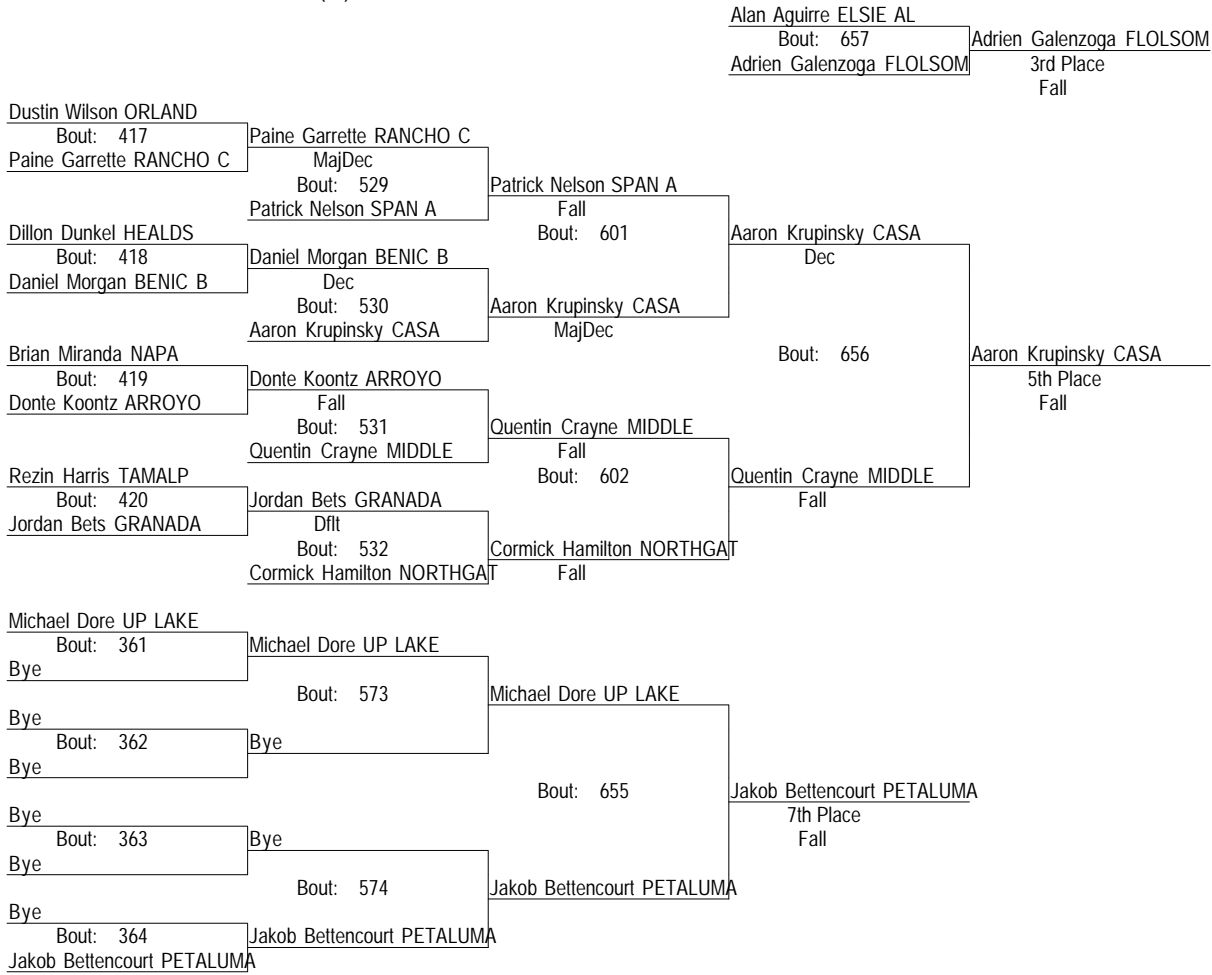 Alan Aguirre ELSIE AL
Bout: 657
Adrien Galenzoga FLOLSOM
Adrien Galenzoga FLOLSOM
3rd Place
Fall
Dustin Wilson ORLAND
Bout: 417
Paine Garrette RANCHO C
Paine Garrette RANCHO C
MajDec
Bout: 529
Patrick Nelson SPAN A
Patrick Nelson SPAN A
Fall
Bout: 601
Dillon Dunkel HEALDS
Bout: 418
Daniel Morgan BENIC B
Daniel Morgan BENIC B
Dec
Bout: 530
Aaron Krupinsky CASA
Aaron Krupinsky CASA
MajDec
Aaron Krupinsky CASA
Dec
Bout: 656
Aaron Krupinsky CASA
5th Place
Fall
Brian Miranda NAPA
Bout: 419
Donte Koontz ARROYO
Donte Koontz ARROYO
Fall
Bout: 531
Quentin Crayne MIDDLE
Quentin Crayne MIDDLE
Fall
Bout: 602
Quentin Crayne MIDDLE
Fall
Rezin Harris TAMALP
Bout: 420
Jordan Bets GRANADA
Jordan Bets GRANADA
Dflt
Bout: 532
Cormick Hamilton NORTHGAT
Cormick Hamilton NORTHGAT
Fall
Michael Dore UP LAKE
Bout: 361
Bye
Michael Dore UP LAKE
Bout: 573
Michael Dore UP LAKE
Bye
Bout: 362
Bye
Bye
Bout: 655
Jakob Bettencourt PETALUMA
7th Place
Fall
Bye
Bout: 363
Bye
Bye
Bout: 574
Jakob Bettencourt PETALUMA
Bye
Bout: 364
Jakob Bettencourt PETALUMA
Jakob Bettencourt PETALUMA